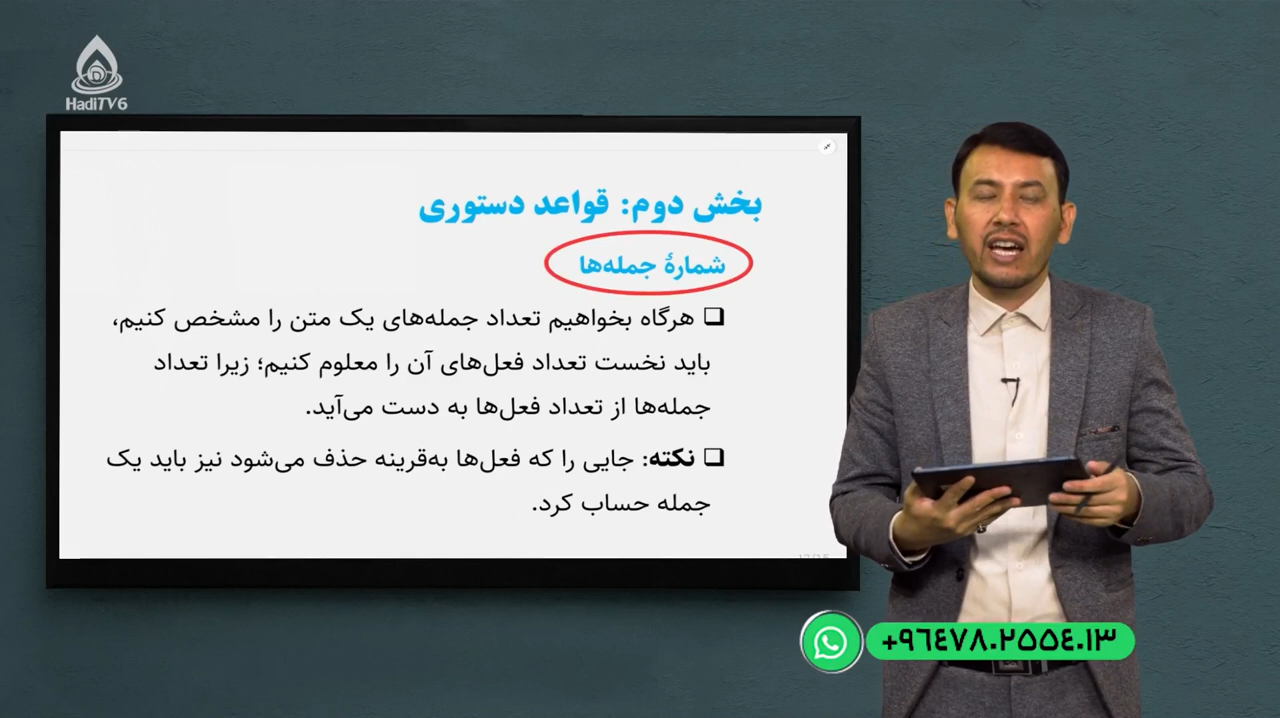 HadiTV6
بخش دوم: قواعد دستوری
شمارهٔ جمله‌ها
هرگاه بخواهیم تعداد جمله‌های یک متن را مشخص کنیم،
باید نخست تعداد فعل‌های آن را معلوم کنیم؛ زیرا تعداد
جمله‌ها از تعداد فعل‌ها به دست می‌آید.
نکته: جایی را که فعل‌ها به‌قرینه حذف می‌شود نیز باید یک
جمله حساب کرد.
+٩٦٤٧٨٠٢٥٥٤٠١٣